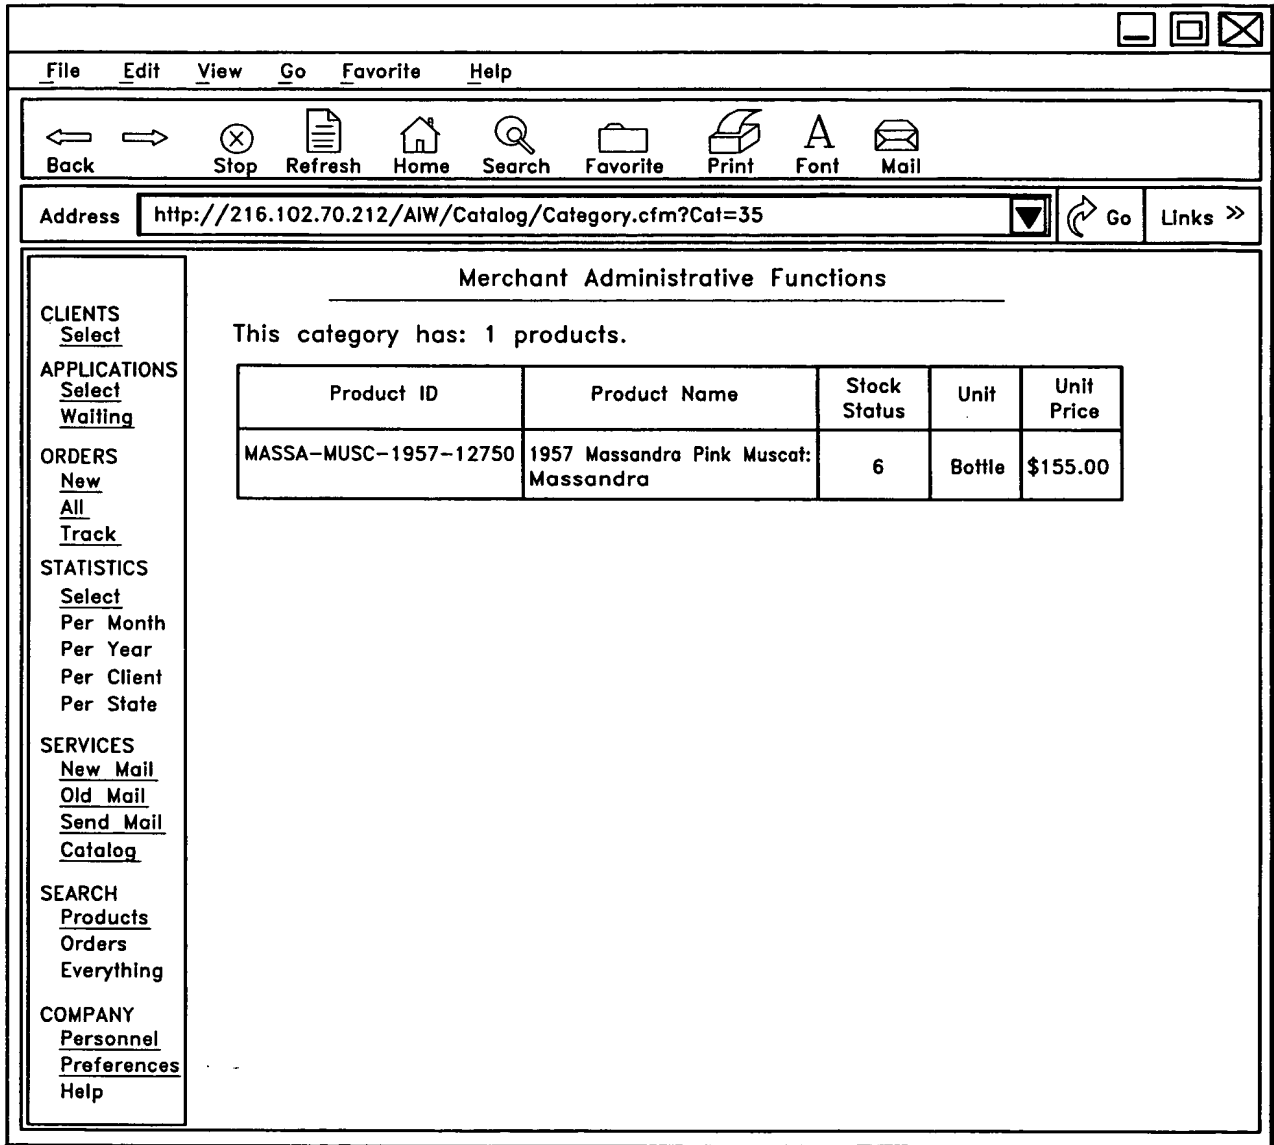 File Edit View Go Favorite Help
Back Stop Refresh Home Search Favorite Print Font Mail
Address http://216.102.70.212/AIW/Catalog/Category.cfm?Cat=35 Go Links >>
Merchant Administrative Functions
This category has: 1 products.
Product ID Product Name Stock Status Unit Unit Price
MASSA-MUSC-1957-12750 1957 Massandra Pink Muscat: Massandra 6 Bottle $155.00
CLIENTS
Select
APPLICATIONS
Select
Waiting
ORDERS
New
All
Track
STATISTICS
Select
Per Month
Per Year
Per Client
Per State
SERVICES
New Mail
Old Mail
Send Mail
Catalog
SEARCH
Products
Orders
Everything
COMPANY
Personnel
Preferences
Help